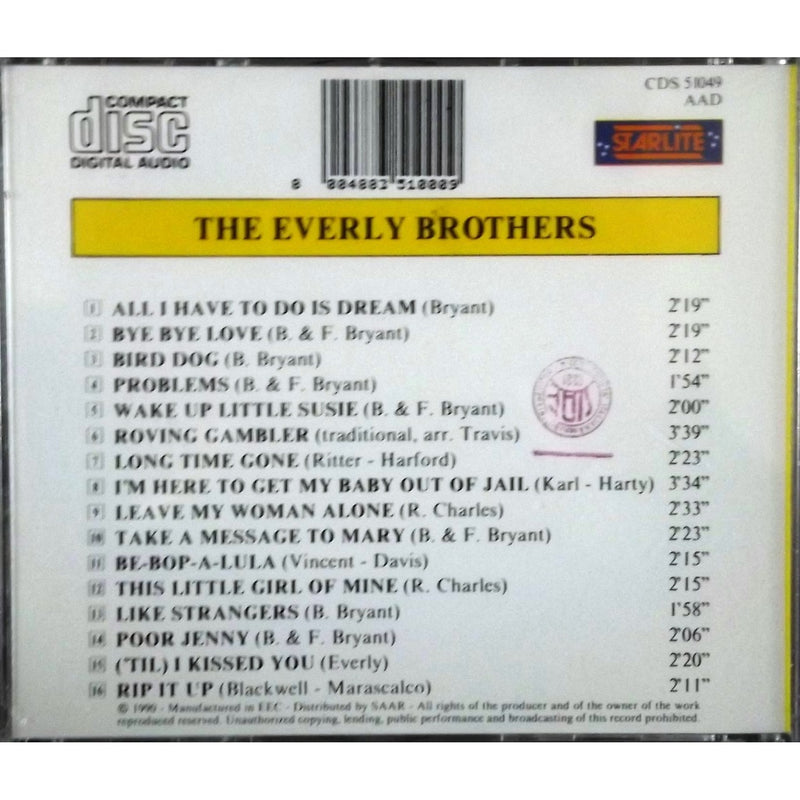 COMPACT
disc
DIGITAL AUDIO
CDS 51049
AAD
STARLITE
THE EVERLY BROTHERS
1 ALL I HAVE TO DO IS DREAM (Bryant) 2'19"
2 BYE BYE LOVE (B. & F. Bryant) 2'19"
3 BIRD DOG (B. Bryant) 2'12"
4 PROBLEMS (B. & F. Bryant) 1'54"
5 WAKE UP LITTLE SUSIE (B. & F. Bryant) 2'00"
6 ROVING GAMBLER (traditional, arr. Travis) 3'39"
7 LONG TIME GONE (Ritter - Harford) 2'23"
8 I'M HERE TO GET MY BABY OUT OF JAIL (Karl - Harty) 3'34"
9 LEAVE MY WOMAN ALONE (R. Charles) 2'33"
10 TAKE A MESSAGE TO MARY (B. & F. Bryant) 2'23"
11 BE-BOP-A-LULA (Vincent - Davis) 2'15"
12 THIS LITTLE GIRL OF MINE (R. Charles) 2'15"
13 LIKE STRANGERS (B. Bryant) 1'58"
14 POOR JENNY (B. & F. Bryant) 2'06"
15 ('TIL) I KISSED YOU (Everly) 2'20"
16 RIP IT UP (Blackwell - Marascalco) 2'11"
© 1990 - Manufactured in EEC - Distributed by SAAR - All rights of the producer and of the owner of the work
reproduced reserved. Unauthorized copying, lending, public performance and broadcasting of this record prohibited.